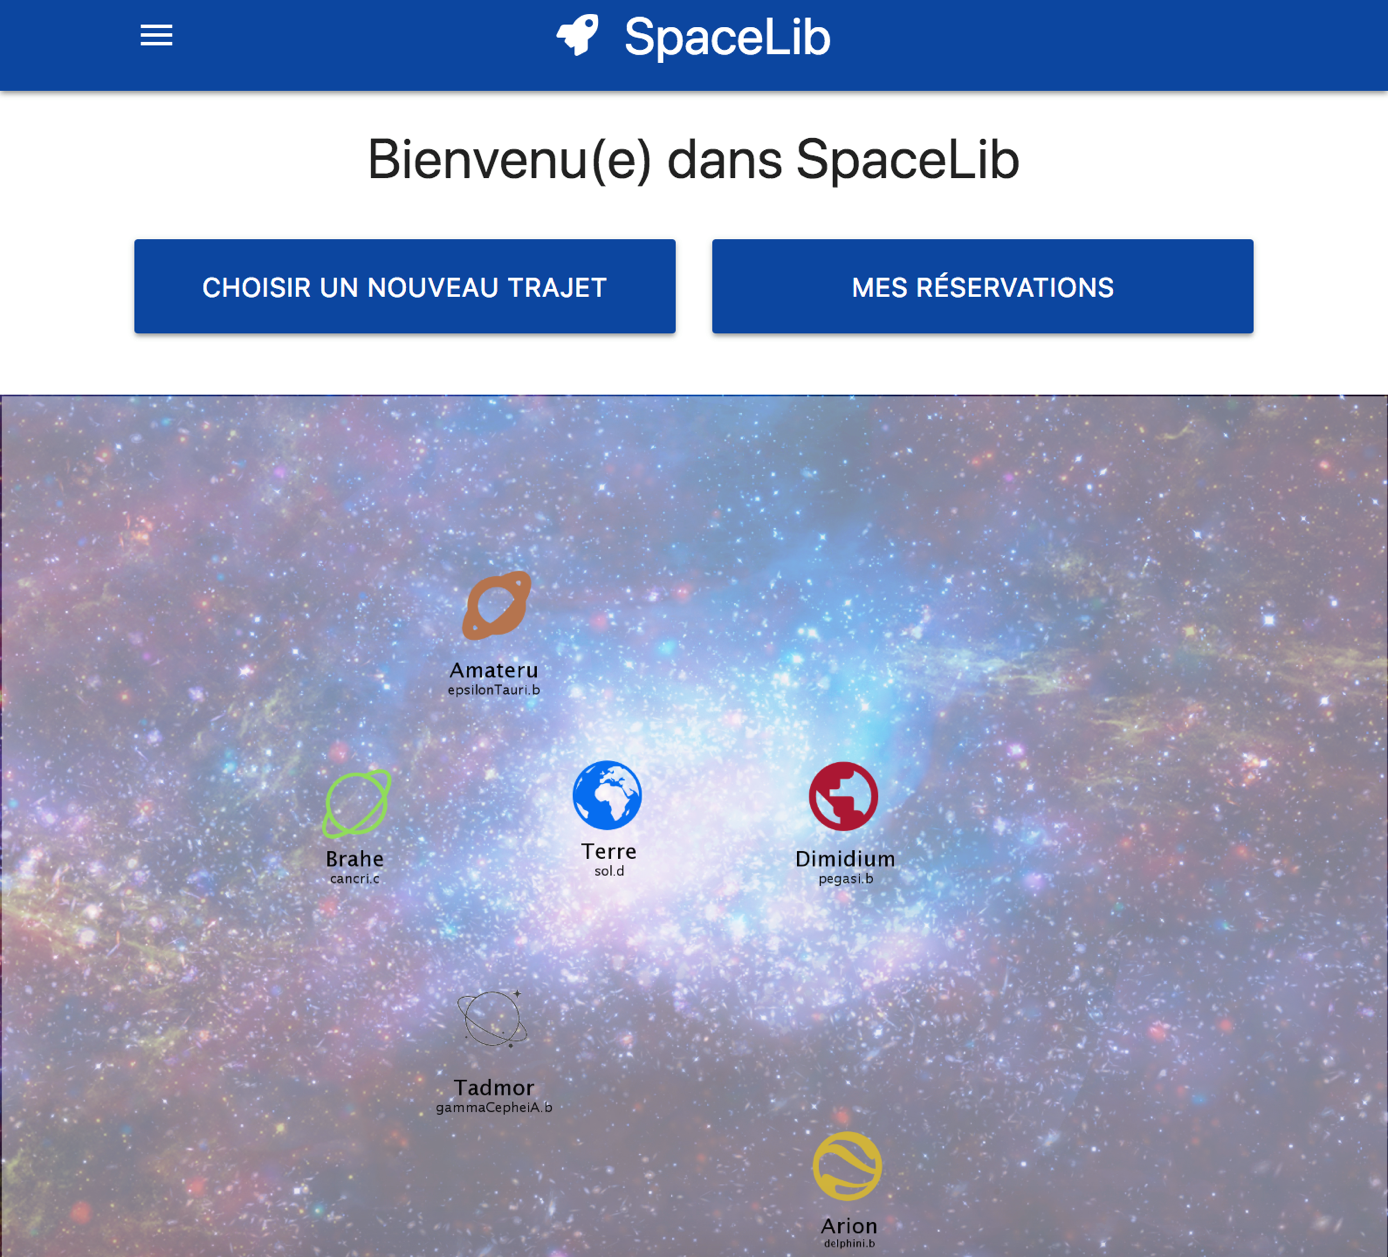 SpaceLib
Bienvenu(e) dans SpaceLib
CHOISIR UN NOUVEAU TRAJET
MES RÉSERVATIONS
Amateru
epsilonTauri.b
Brahe
cancri.c
Terre
sol.d
Dimidium
pegasi.b
Tadmor
gammaCepheiA.b
Arion
delphini.b